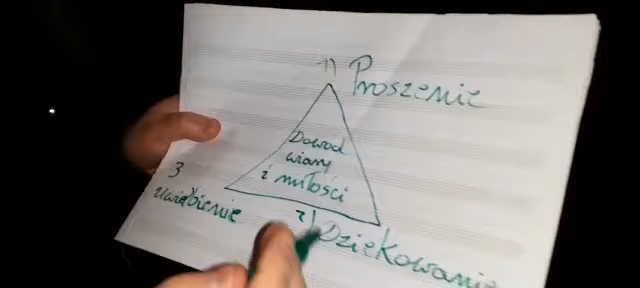 1) Proszenie
Dowód
wiary
i miłości
3
Uwielbienie
2) Dziękowanie